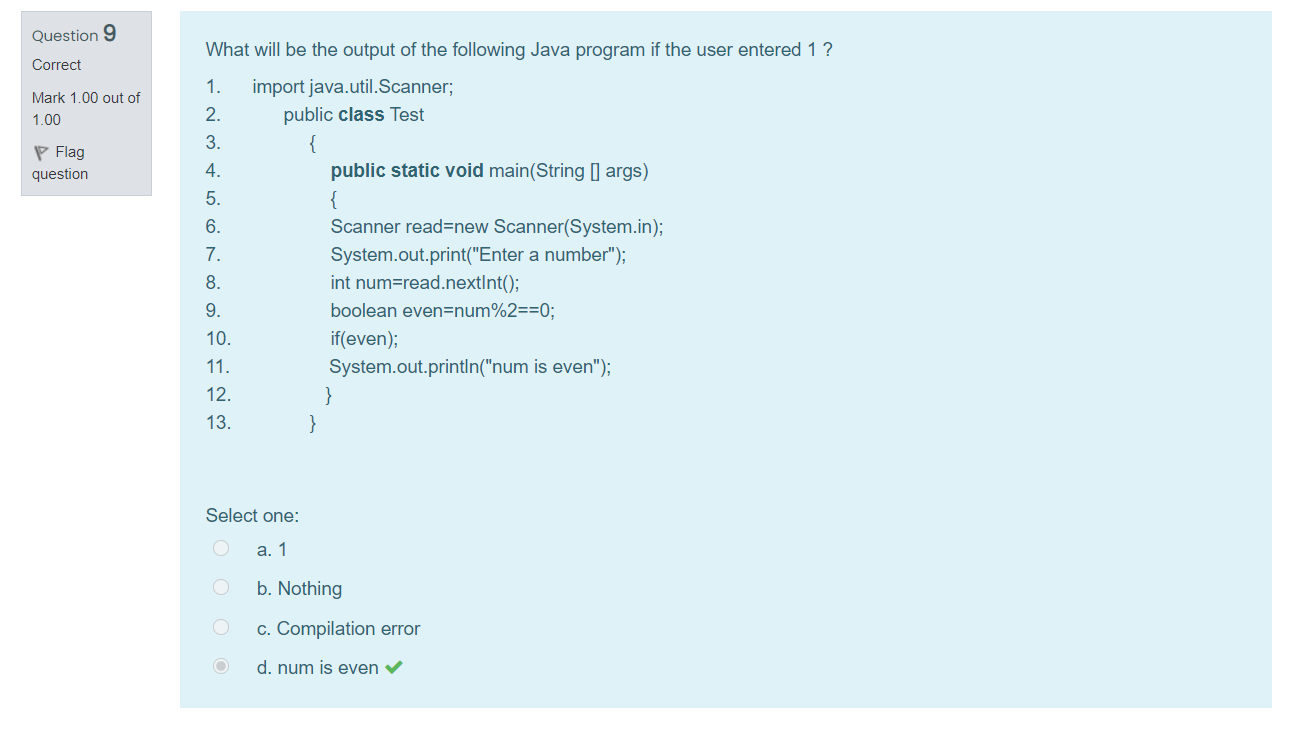 Question 9
Correct
Mark 1.00 out of
1.00
Flag
question
What will be the output of the following Java program if the user entered 1 ?
1. import java.util.Scanner;
2. public class Test
3. {
4. public static void main(String [] args)
5. {
6. Scanner read=new Scanner(System.in);
7. System.out.print("Enter a number");
8. int num=read.nextInt();
9. boolean even=num%2==0;
10. if(even);
11. System.out.println("num is even");
12. }
13. }
Select one:
a. 1
b. Nothing
c. Compilation error
d. num is even